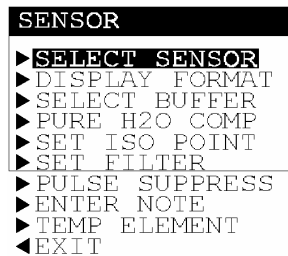 SENSOR
▶SELECT SENSOR
▶DISPLAY FORMAT
▶SELECT BUFFER
▶PURE H2O COMP
▶SET ISO POINT
▶SET FILTER
▶PULSE SUPPRESS
▶ENTER NOTE
▶TEMP ELEMENT
◀EXIT